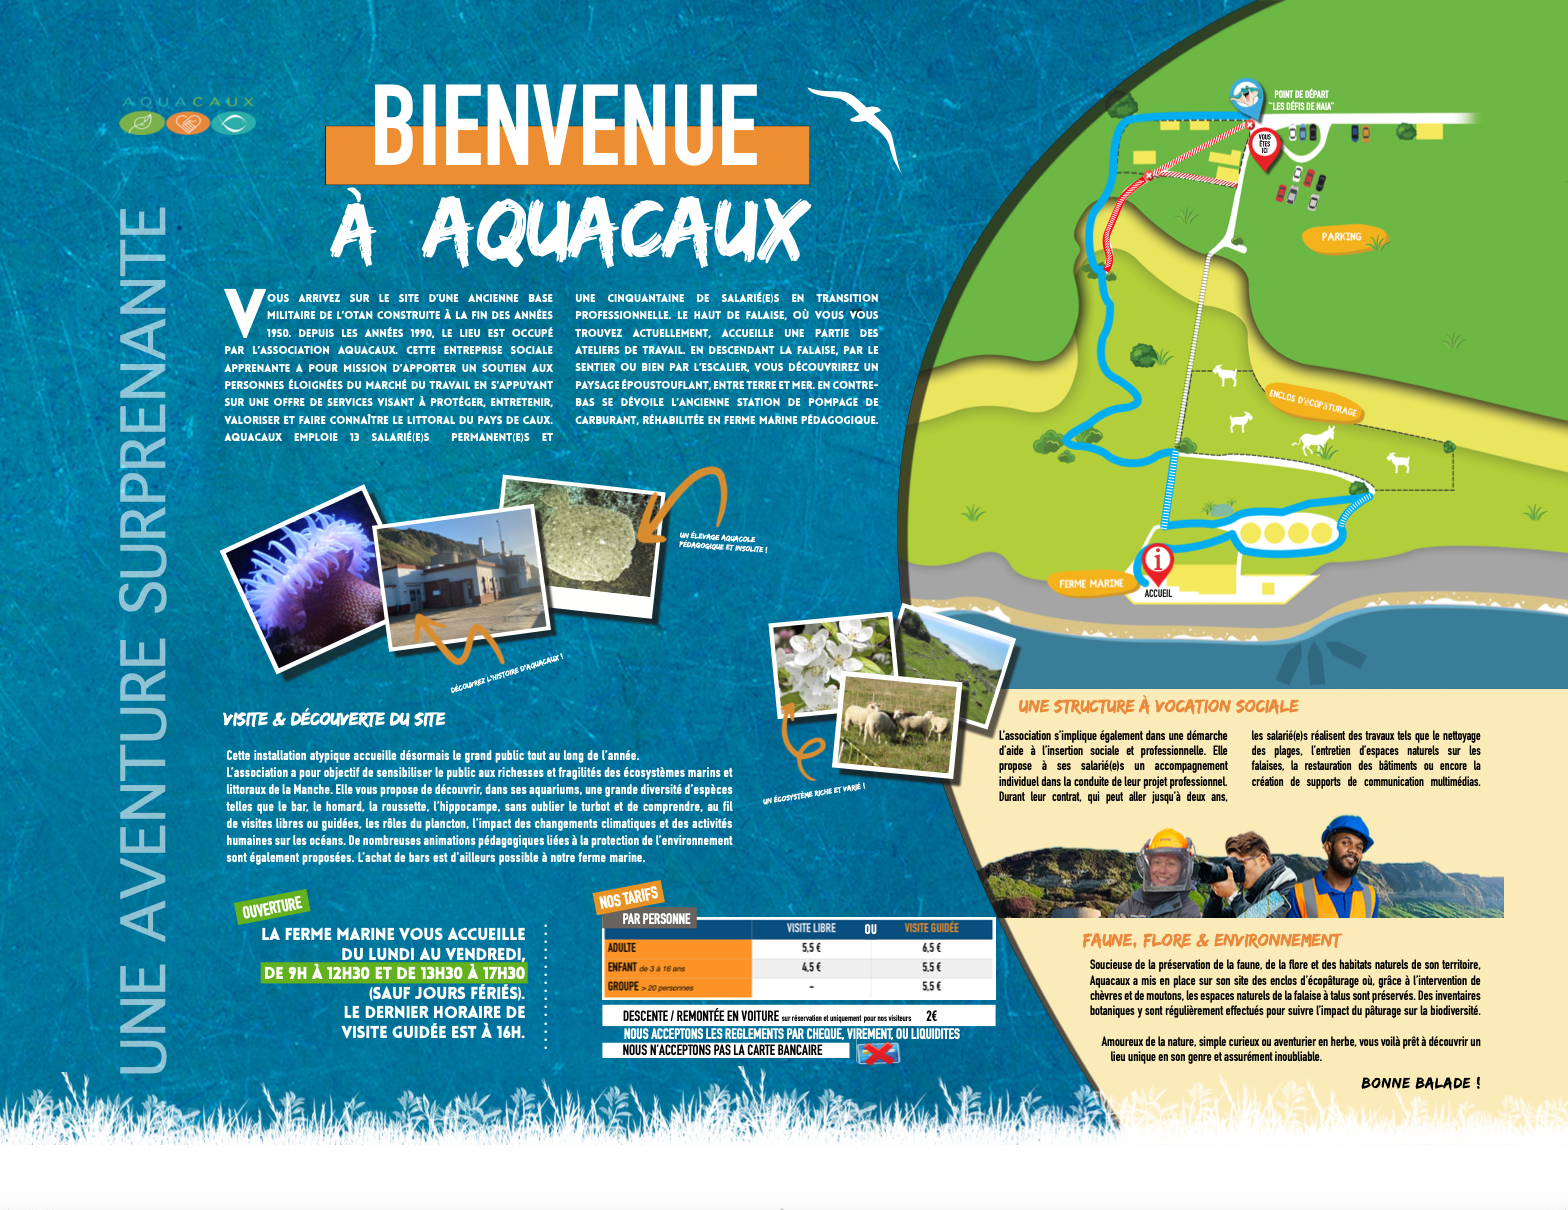 AQUACAUX
UNE AVENTURE SURPRENANTE
BIENVENUE
À AQUACAUX
VOUS ARRIVEZ SUR LE SITE D'UNE ANCIENNE BASE
MILITAIRE DE L'OTAN CONSTRUITE À LA FIN DES ANNÉES
1950. DEPUIS LES ANNÉES 1990, LE LIEU EST OCCUPÉ
PAR L'ASSOCIATION AQUACAUX. CETTE ENTREPRISE SOCIALE
APPRENANTE A POUR MISSION D'APPORTER UN SOUTIEN AUX
PERSONNES ÉLOIGNÉES DU MARCHÉ DU TRAVAIL EN S'APPUYANT
SUR UNE OFFRE DE SERVICES VISANT À PROTÉGER, ENTRETENIR,
VALORISER ET FAIRE CONNAÎTRE LE LITTORAL DU PAYS DE CAUX.
AQUACAUX EMPLOIE 13 SALARIÉ(E)S PERMANENT(E)S ET
UNE CINQUANTAINE DE SALARIÉ(E)S EN TRANSITION
PROFESSIONNELLE. LE HAUT DE FALAISE, OÙ VOUS VOUS
TROUVEZ ACTUELLEMENT, ACCUEILLE UNE PARTIE DES
ATELIERS DE TRAVAIL. EN DESCENDANT LA FALAISE, PAR LE
SENTIER OU BIEN PAR L'ESCALIER, VOUS DÉCOUVRIREZ UN
PAYSAGE ÉPOUSTOUFLANT, ENTRE TERRE ET MER. EN CONTRE-
BAS SE DÉVOILE L'ANCIENNE STATION DE POMPAGE DE
CARBURANT, RÉHABILITÉE EN FERME MARINE PÉDAGOGIQUE.
UN ÉLEVAGE AQUACOLE
PÉDAGOGIQUE ET INSOLITE !
DÉCOUVREZ L'HISTOIRE D'AQUACAUX !
UN ÉCOSYSTÈME RICHE ET VARIÉ !
VISITE & DÉCOUVERTE DU SITE
Cette installation atypique accueille désormais le grand public tout au long de l'année.
L'association a pour objectif de sensibiliser le public aux richesses et fragilités des écosystèmes marins et
littoraux de la Manche. Elle vous propose de découvrir, dans ses aquariums, une grande diversité d'espèces
telles que le bar, le homard, la roussette, l'hippocampe, sans oublier le turbot et de comprendre, au fil
de visites libres ou guidées, les rôles du plancton, l'impact des changements climatiques et des activités
humaines sur les océans. De nombreuses animations pédagogiques liées à la protection de l'environnement
sont également proposées. L'achat de bars est d'ailleurs possible à notre ferme marine.
OUVERTURE
LA FERME MARINE VOUS ACCUEILLE
DU LUNDI AU VENDREDI,
DE 9H À 12H30 ET DE 13H30 À 17H30
(SAUF JOURS FÉRIÉS).
LE DERNIER HORAIRE DE
VISITE GUIDÉE EST À 16H.
NOS TARIFS
PAR PERSONNE
VISITE LIBRE OU VISITE GUIDÉE
ADULTE 5,5 € 6,5 €
ENFANT de 3 à 16 ans 4,5 € 5,5 €
GROUPE > 20 personnes - 5,5 €
DESCENTE / REMONTÉE EN VOITURE sur réservation et uniquement pour nos visiteurs 2€
NOUS ACCEPTONS LES REGLEMENTS PAR CHEQUE, VIREMENT, OU LIQUIDITES
NOUS N'ACCEPTONS PAS LA CARTE BANCAIRE
POINT DE DÉPART
"LES DÉFIS DE NAIA"
VOUS
ÊTES
ICI
PARKING
ENCLOS D'ÉCOPÂTURAGE
FERME MARINE
i
ACCUEIL
UNE STRUCTURE À VOCATION SOCIALE
L'association s'implique également dans une démarche
d'aide à l'insertion sociale et professionnelle. Elle
propose à ses salarié(e)s un accompagnement
individuel dans la conduite de leur projet professionnel.
Durant leur contrat, qui peut aller jusqu'à deux ans,
les salarié(e)s réalisent des travaux tels que le nettoyage
des plages, l'entretien d'espaces naturels sur les
falaises, la restauration des bâtiments ou encore la
création de supports de communication multimédias.
FAUNE, FLORE & ENVIRONNEMENT
Soucieuse de la préservation de la faune, de la flore et des habitats naturels de son territoire,
Aquacaux a mis en place sur son site des enclos d'écopâturage où, grâce à l'intervention de
chèvres et de moutons, les espaces naturels de la falaise à talus sont préservés. Des inventaires
botaniques y sont régulièrement effectués pour suivre l'impact du pâturage sur la biodiversité.
Amoureux de la nature, simple curieux ou aventurier en herbe, vous voilà prêt à découvrir un
lieu unique en son genre et assurément inoubliable.
BONNE BALADE !